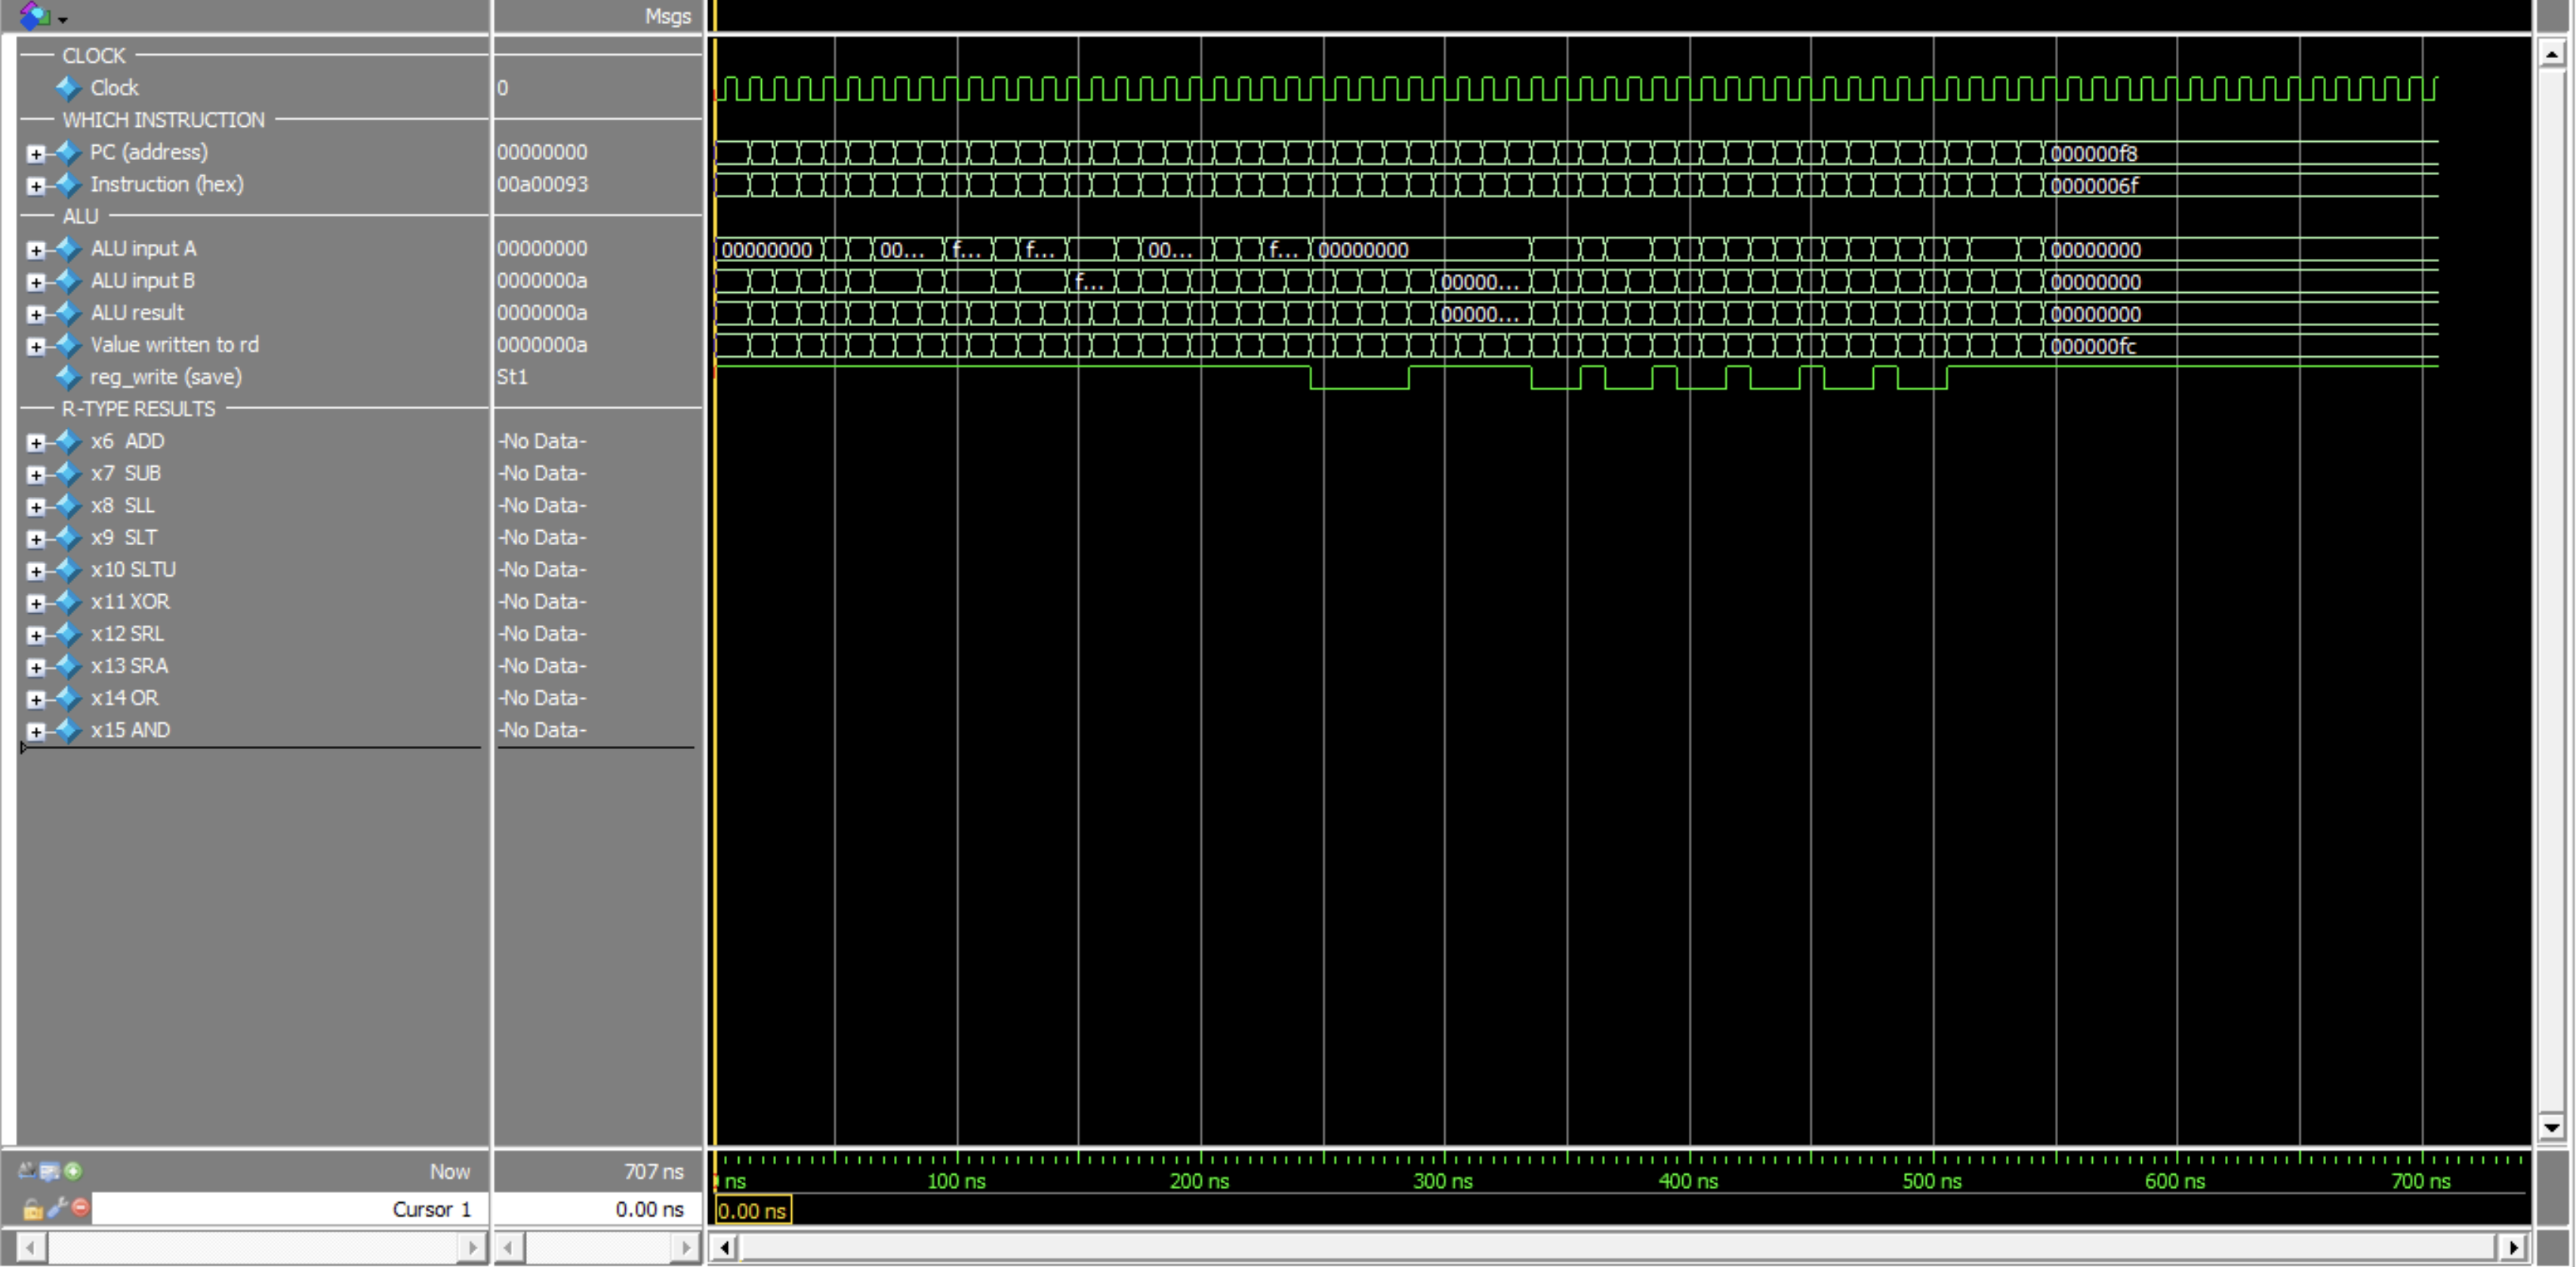 Msgs
CLOCK
Clock 0
WHICH INSTRUCTION
PC (address) 00000000 000000f8
Instruction (hex) 00a00093 0000006f
ALU
ALU input A 00000000 00000000 00... f... f... 00... f... 00000000 00000000
ALU input B 0000000a f... 00000... 00000000
ALU result 0000000a 00000... 00000000
Value written to rd 0000000a 000000fc
reg_write (save) St1
R-TYPE RESULTS
x6 ADD -No Data-
x7 SUB -No Data-
x8 SLL -No Data-
x9 SLT -No Data-
x10 SLTU -No Data-
x11 XOR -No Data-
x12 SRL -No Data-
x13 SRA -No Data-
x14 OR -No Data-
x15 AND -No Data-
Now 707 ns ns 100 ns 200 ns 300 ns 400 ns 500 ns 600 ns 700 ns
Cursor 1 0.00 ns 0.00 ns